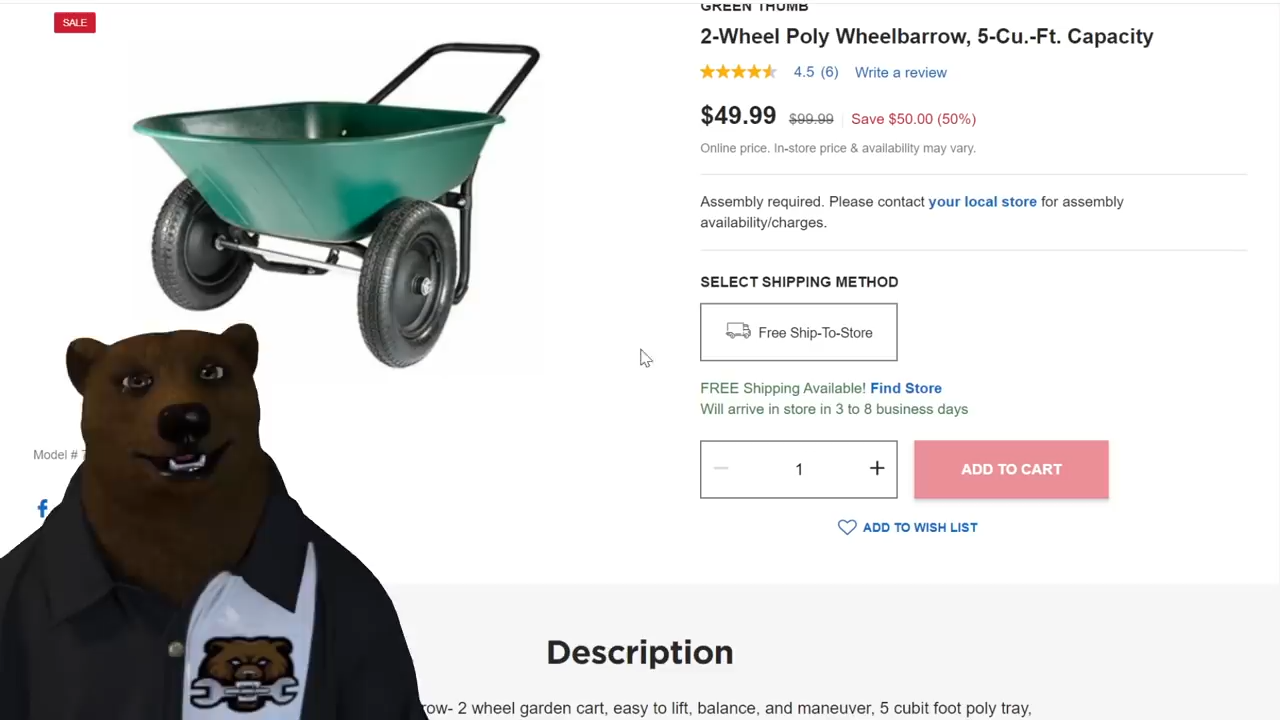 SALE
GREEN THUMB
2-Wheel Poly Wheelbarrow, 5-Cu.-Ft. Capacity
4.5 (6) Write a review
$49.99 $99.99 Save $50.00 (50%)
Online price. In-store price & availability may vary.
Assembly required. Please contact your local store for assembly
availability/charges.
SELECT SHIPPING METHOD
Free Ship-To-Store
FREE Shipping Available! Find Store
Will arrive in store in 3 to 8 business days
Model #
1
ADD TO CART
ADD TO WISH LIST
Description
2 wheel garden cart, easy to lift, balance, and maneuver, 5 cubit foot poly tray,